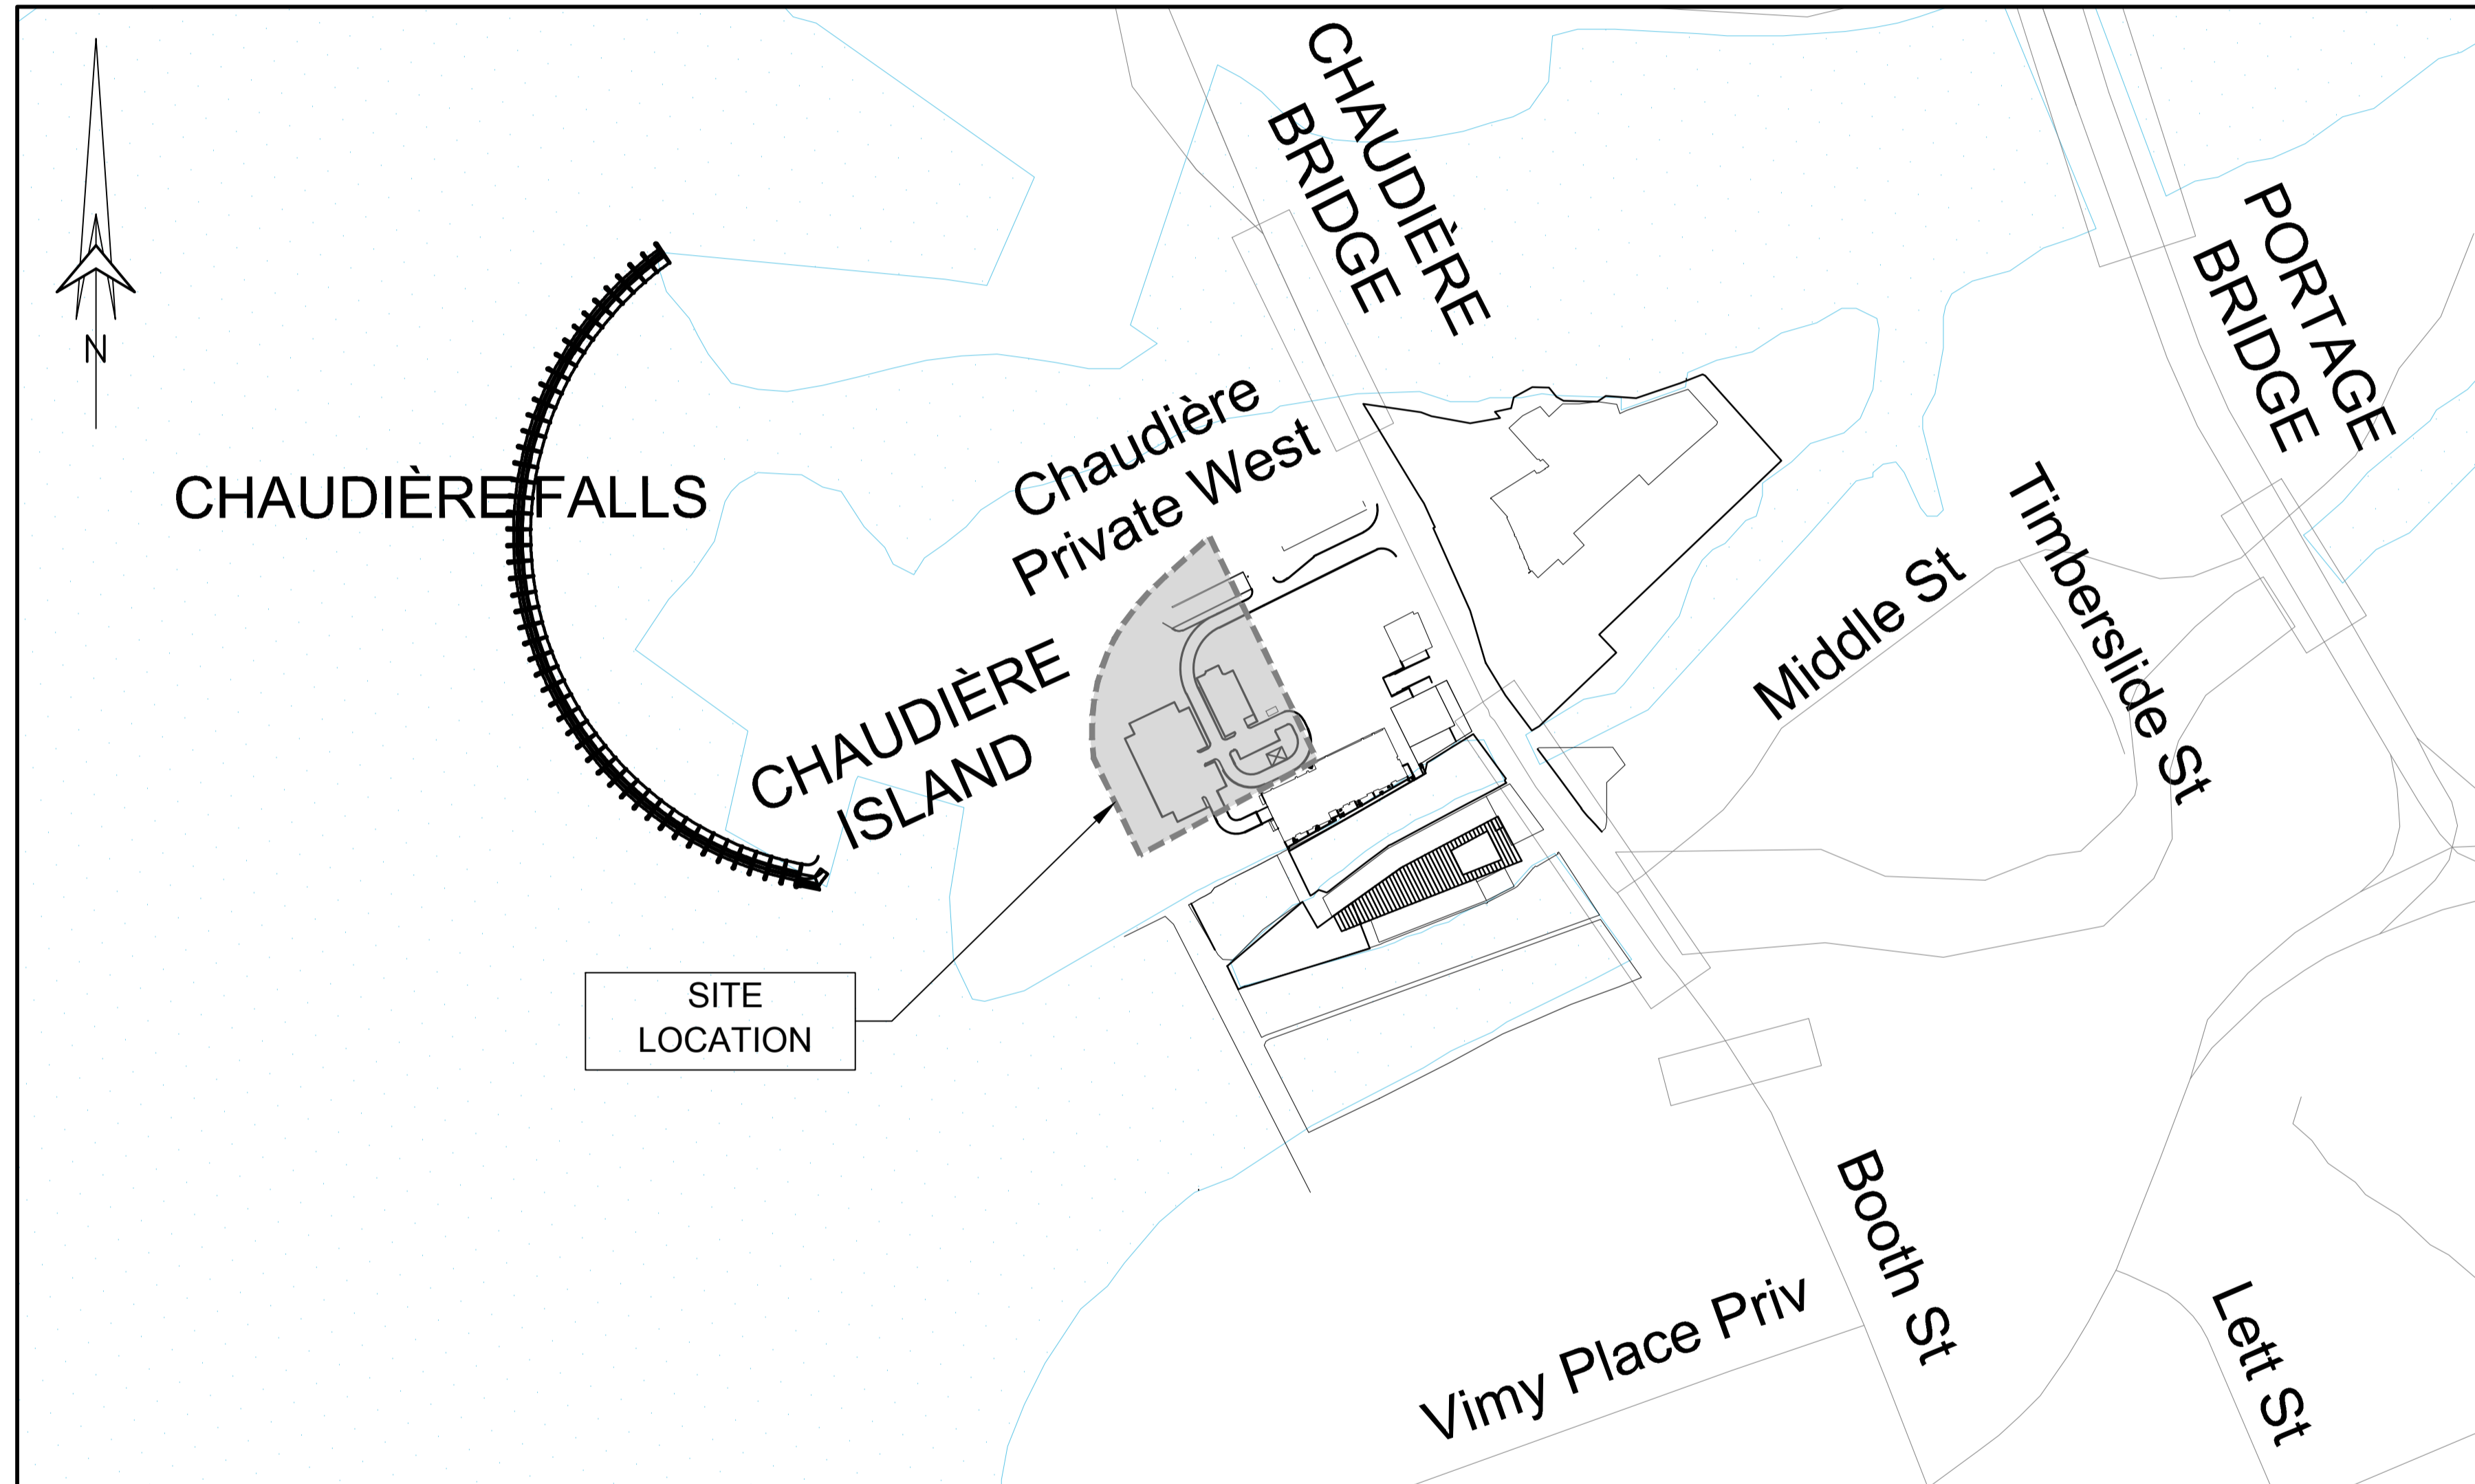 CHAUDIÈRE
BRIDGE
PORTAGE
BRIDGE
N
CHAUDIÈRE FALLS
Chaudière
Private West
CHAUDIÈRE
ISLAND
Middle St
Timberslide St
SITE
LOCATION
Booth St
Vimy Place Priv
Lett St